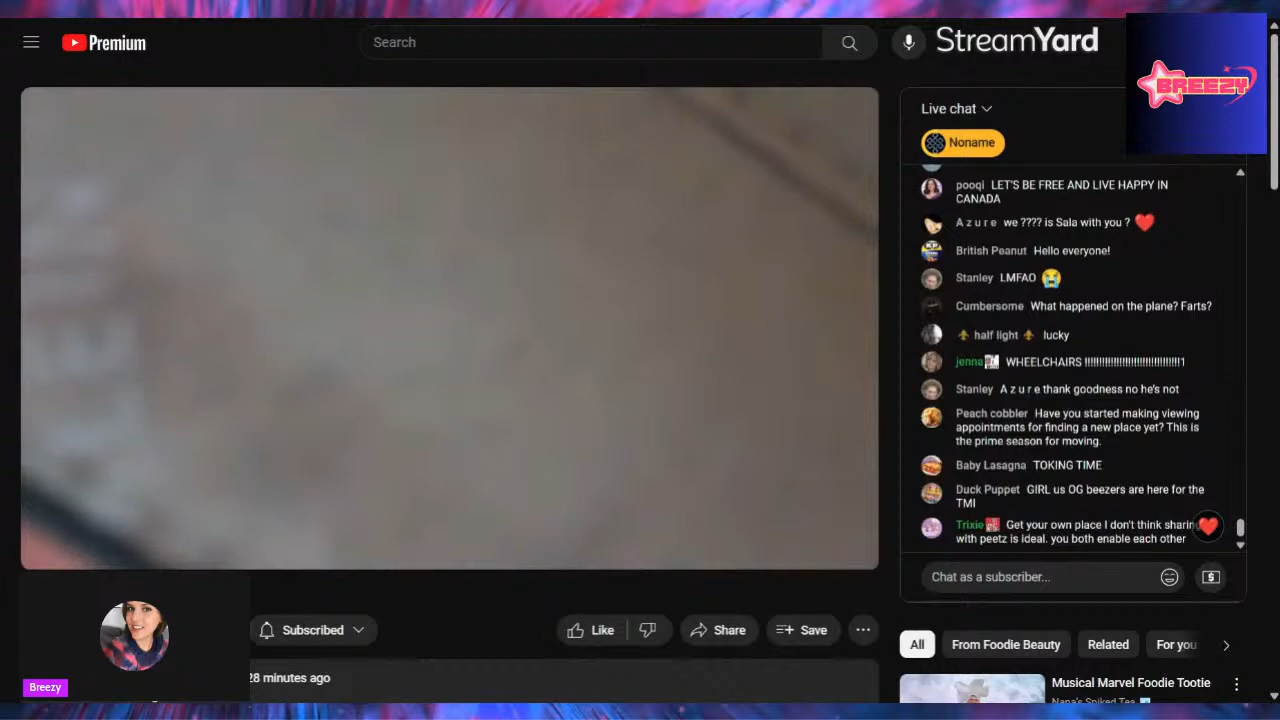 Premium
Search
StreamYard
BREEZY
Live chat
Noname
pooqi LET'S BE FREE AND LIVE HAPPY IN
CANADA
A z u r e we ???? is Sala with you ? ❤️
British Peanut Hello everyone!
Stanley LMFAO 😭
Cumbersome What happened on the plane? Farts?
⚜ half light ⚜ lucky
jenna WHEELCHAIRS !!!!!!!!!!!!!!!!!!!!!!!!!!!!!!!!!!1
Stanley A z u r e thank goodness no he's not
Peach cobbler Have you started making viewing
appointments for finding a new place yet? This is
the prime season for moving.
Baby Lasagna TOKING TIME
Duck Puppet GIRL us OG beezers are here for the
TMI
Trixie Get your own place I don't think sharing
with peetz is ideal. you both enable each other
Chat as a subscriber...
Subscribed
Like
Share
Save
All
From Foodie Beauty
Related
For you
28 minutes ago
Breezy
Musical Marvel Foodie Tootie
Nana's Spiked Tea